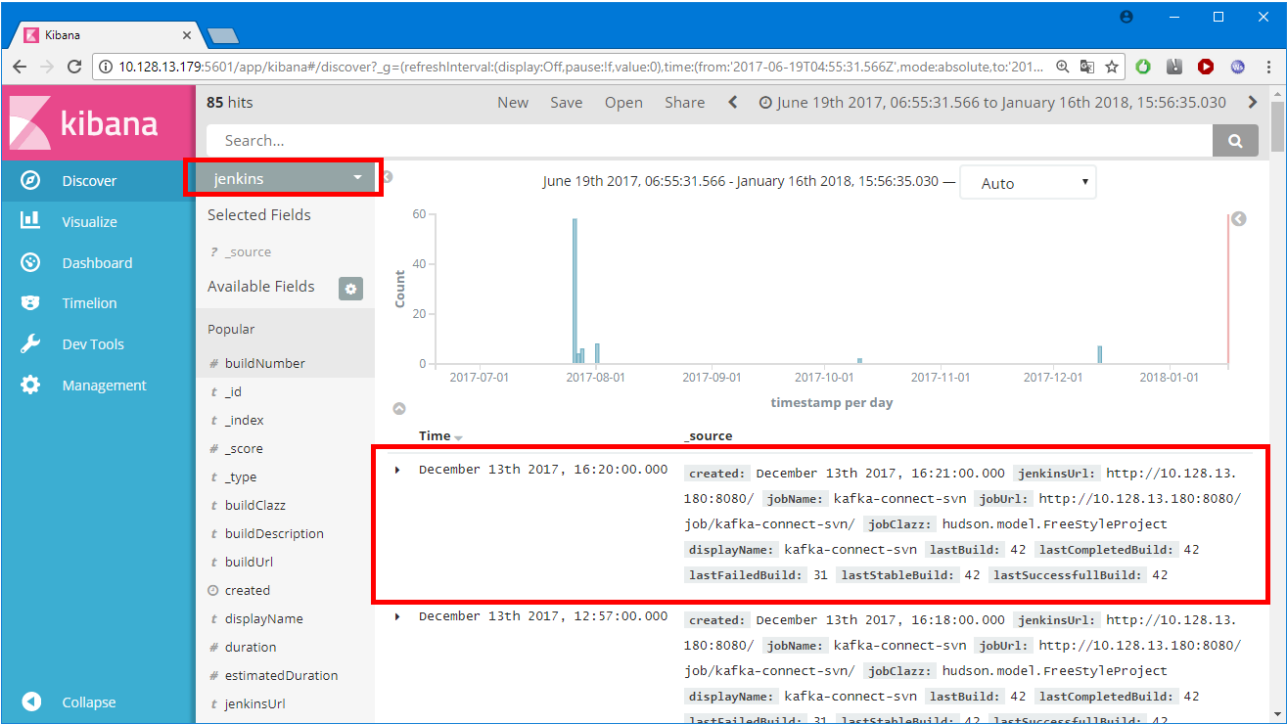 Kibana
10.128.13.179:5601/app/kibana#/discover?_g=(refreshInterval:(display:Off,pause:!f,value:0),time:(from:'2017-06-19T04:55:31.566Z',mode:absolute,to:'201...
kibana
Discover
Visualize
Dashboard
Timelion
Dev Tools
Management
Collapse
85 hits
New Save Open Share June 19th 2017, 06:55:31.566 to January 16th 2018, 15:56:35.030
Search...
jenkins
Selected Fields
? _source
Available Fields
Popular
# buildNumber
t _id
t _index
# _score
t _type
t buildClazz
t buildDescription
t buildUrl
created
t displayName
# duration
# estimatedDuration
t jenkinsUrl
June 19th 2017, 06:55:31.566 - January 16th 2018, 15:56:35.030 — Auto
Count
60
40
20
0
2017-07-01 2017-08-01 2017-09-01 2017-10-01 2017-11-01 2017-12-01 2018-01-01
timestamp per day
Time _source
December 13th 2017, 16:20:00.000 created: December 13th 2017, 16:21:00.000 jenkinsUrl: http://10.128.13.
180:8080/ jobName: kafka-connect-svn jobUrl: http://10.128.13.180:8080/
job/kafka-connect-svn/ jobClazz: hudson.model.FreeStyleProject
displayName: kafka-connect-svn lastBuild: 42 lastCompletedBuild: 42
lastFailedBuild: 31 lastStableBuild: 42 lastSuccessfullBuild: 42
December 13th 2017, 12:57:00.000 created: December 13th 2017, 16:18:00.000 jenkinsUrl: http://10.128.13.
180:8080/ jobName: kafka-connect-svn jobUrl: http://10.128.13.180:8080/
job/kafka-connect-svn/ jobClazz: hudson.model.FreeStyleProject
displayName: kafka-connect-svn lastBuild: 42 lastCompletedBuild: 42
lastFailedBuild: 31 lastStableBuild: 42 lastSuccessfullBuild: 42